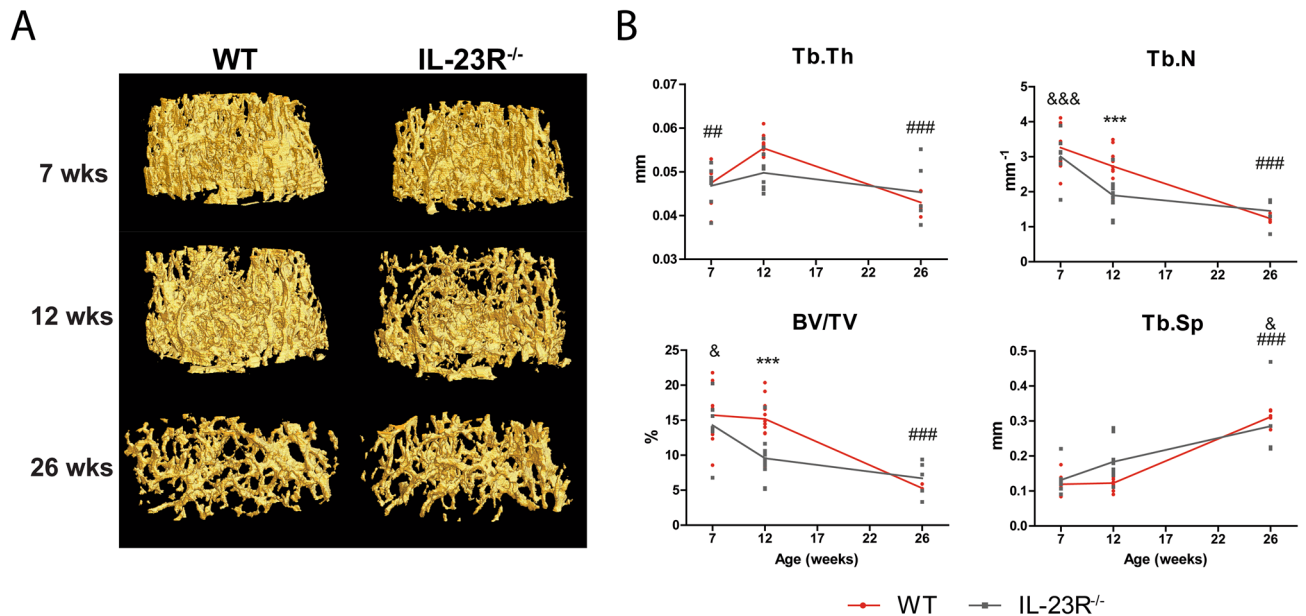 A
WT
IL-23R-/-
7 wks
12 wks
26 wks
B
Tb.Th
mm
0.06
0.05
0.04
0.03
##
###
7
12
17
22
26
Tb.N
mm-1
5
4
3
2
1
0
&&&
***
###
7
12
17
22
26
BV/TV
%
25
20
15
10
5
0
&
***
###
7
12
17
22
26
Age (weeks)
Tb.Sp
mm
0.5
0.4
0.3
0.2
0.1
0.0
&
###
7
12
17
22
26
Age (weeks)
WT
IL-23R-/-